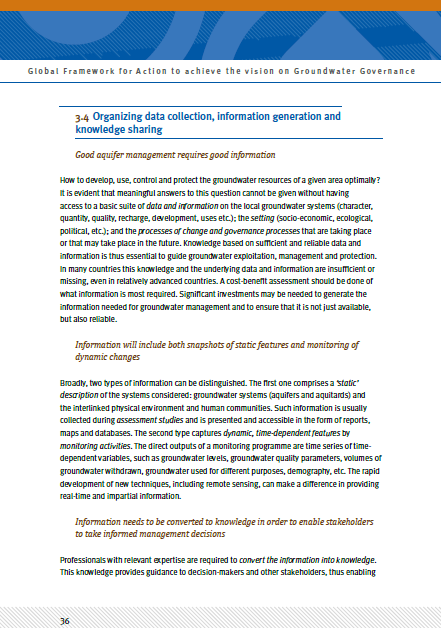 Global Framework for Action to achieve the vision on Groundwater Governance
3.4 Organizing data collection, information generation and
knowledge sharing
Good aquifer management requires good information
How to develop, use, control and protect the groundwater resources of a given area optimally?
It is evident that meaningful answers to this question cannot be given without having
access to a basic suite of data and information on the local groundwater systems (character,
quantity, quality, recharge, development, uses etc.); the setting (socio-economic, ecological,
political, etc.); and the processes of change and governance processes that are taking place
or that may take place in the future. Knowledge based on sufficient and reliable data and
information is thus essential to guide groundwater exploitation, management and protection.
In many countries this knowledge and the underlying data and information are insufficient or
missing, even in relatively advanced countries. A cost-benefit assessment should be done of
what information is most required. Significant investments may be needed to generate the
information needed for groundwater management and to ensure that it is not just available,
but also reliable.
Information will include both snapshots of static features and monitoring of
dynamic changes
Broadly, two types of information can be distinguished. The first one comprises a 'static'
description of the systems considered: groundwater systems (aquifers and aquitards) and
the interlinked physical environment and human communities. Such information is usually
collected during assessment studies and is presented and accessible in the form of reports,
maps and databases. The second type captures dynamic, time-dependent features by
monitoring activities. The direct outputs of a monitoring programme are time series of time-
dependent variables, such as groundwater levels, groundwater quality parameters, volumes of
groundwater withdrawn, groundwater used for different purposes, demography, etc. The rapid
development of new techniques, including remote sensing, can make a difference in providing
real-time and impartial information.
Information needs to be converted to knowledge in order to enable stakeholders
to take informed management decisions
Professionals with relevant expertise are required to convert the information into knowledge.
This knowledge provides guidance to decision-makers and other stakeholders, thus enabling
36